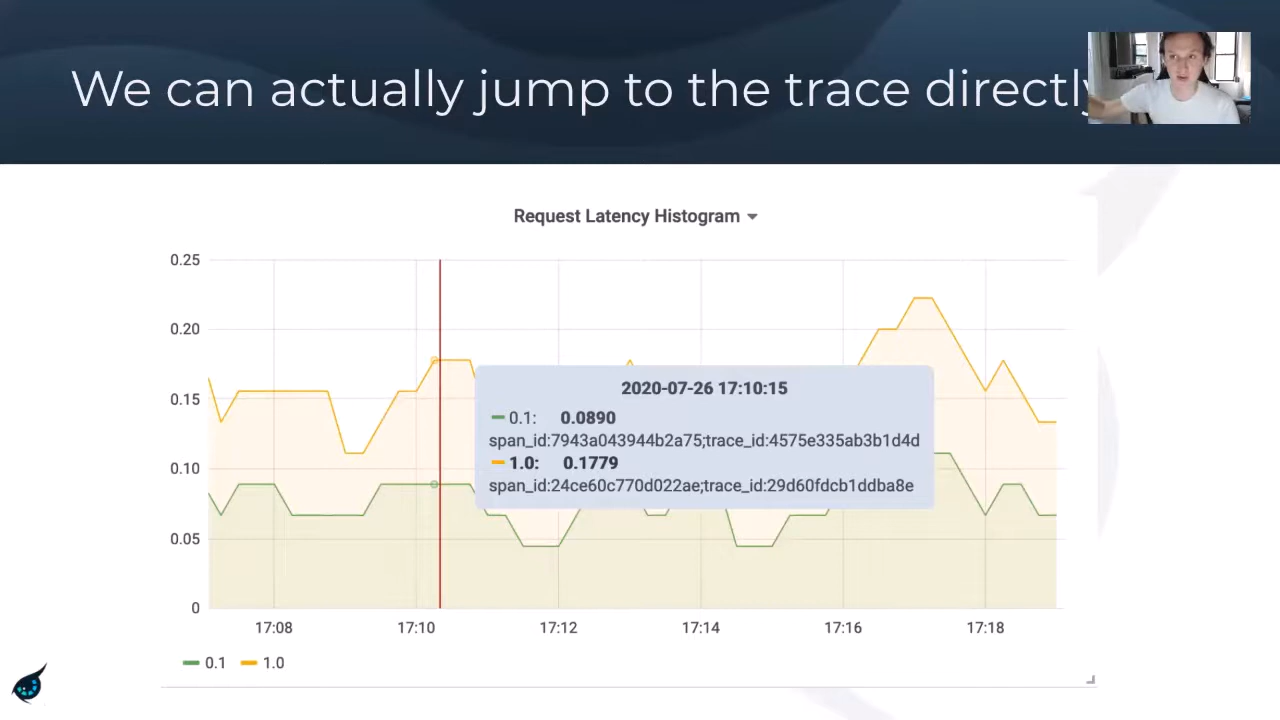 We can actually jump to the trace directly
Request Latency Histogram
0.25
0.20
0.15
0.10
0.05
0
2020-07-26 17:10:15
0.1: 0.0890
span_id:7943a043944b2a75;trace_id:4575e335ab3b1d4d
1.0: 0.1779
span_id:24ce60c770d022ae;trace_id:29d60fdcb1ddba8e
17:08 17:10 17:12 17:14 17:16 17:18
0.1 1.0